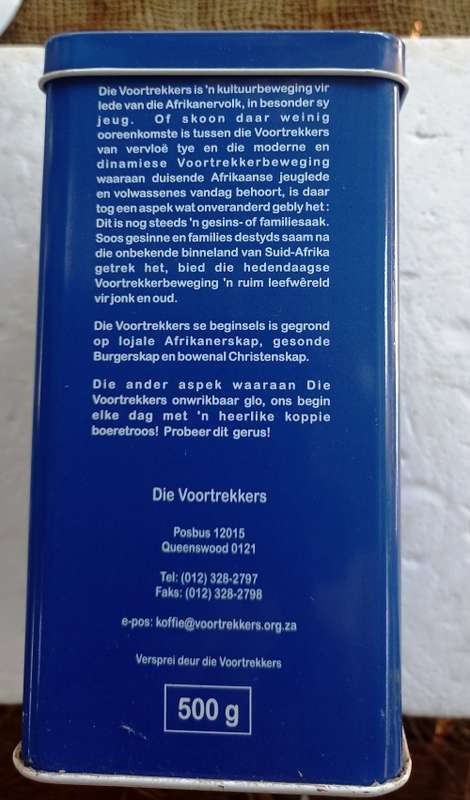 Die Voortrekkers is 'n kultuurbeweging vir
lede van die Afrikanervolk, in besonder sy
jeug. Of skoon daar weinig
ooreenkomste is tussen die Voortrekkers
van vervloë tye en die moderne en
dinamiese Voortrekkerbeweging
waaraan duisende Afrikaanse jeuglede
en volwassenes vandag behoort, is daar
tog een aspek wat onveranderd gebly het:
Dit is nog steeds 'n gesins- of familiesaak.
Soos gesinne en families destyds saam na
die onbekende binneland van Suid-Afrika
getrek het, bied die hedendaagse
Voortrekkerbeweging 'n ruim leefwêreld
vir jonk en oud.
Die Voortrekkers se beginsels is gegrond
op lojale Afrikanerskap, gesonde
Burgerskap en bowenal Christenskap.
Die ander aspek waaraan Die
Voortrekkers onwrikbaar glo, ons begin
elke dag met 'n heerlike koppie
boeretroos! Probeer dit gerus!
Die Voortrekkers
Posbus 12015
Queenswood 0121
Tel: (012) 328-2797
Faks: (012) 328-2798
e-pos: koffie@voortrekkers.org.za
Versprei deur die Voortrekkers
500 g